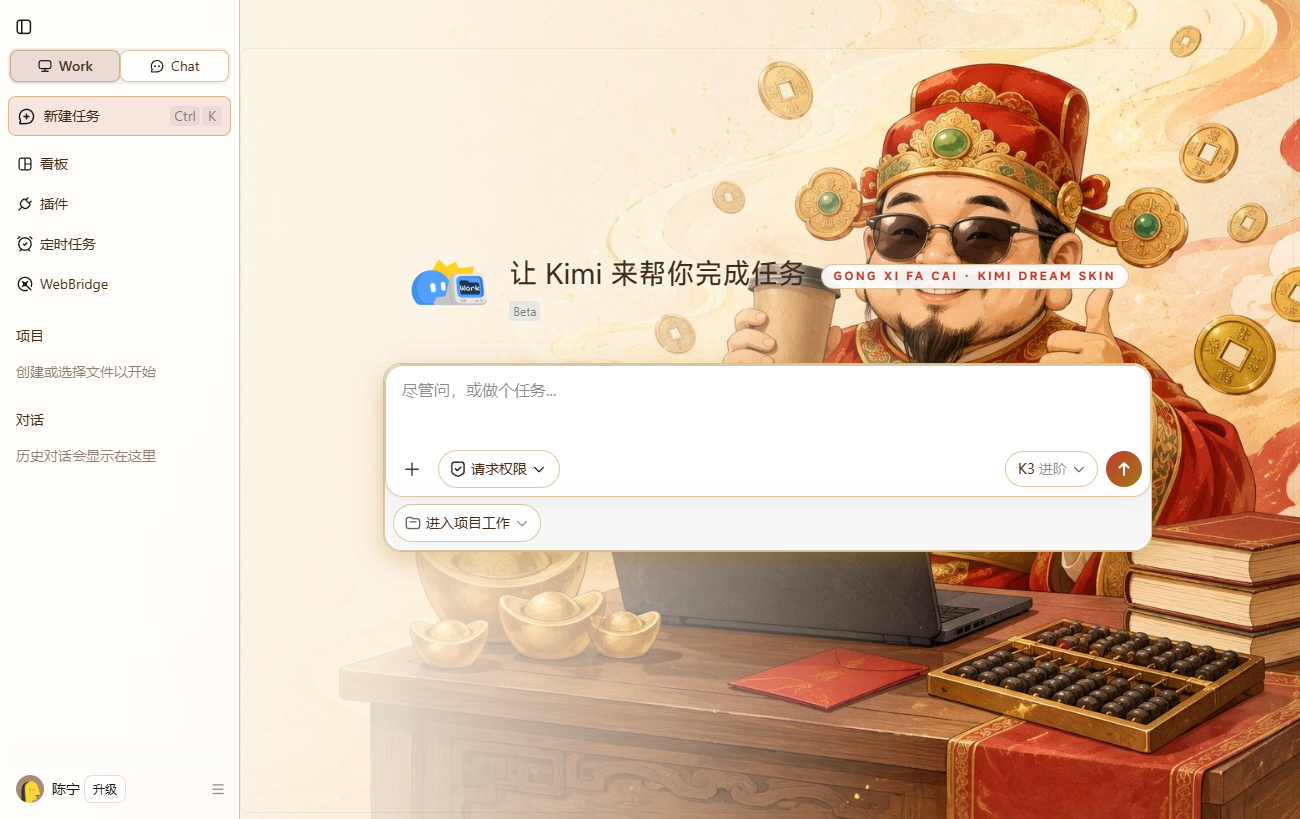 Work
Chat
新建任务
Ctrl K
看板
插件
定时任务
WebBridge
项目
创建或选择文件以开始
对话
历史对话会显示在这里
陈宁
升级
Work
让 Kimi 来帮你完成任务
GONG XI FA CAI · KIMI DREAM SKIN
Beta
尽管问，或做个任务...
请求权限
K3 进阶
进入项目工作